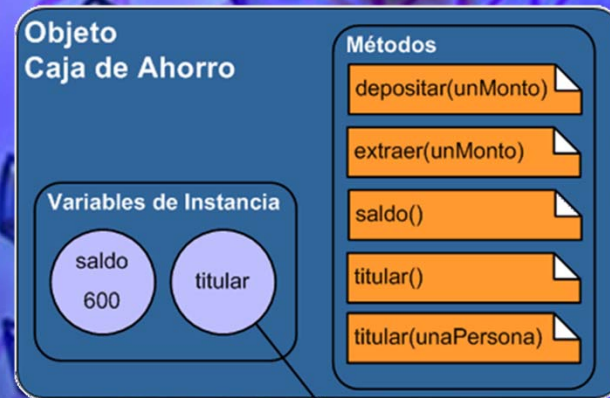 Objeto
Caja de Ahorro
Variables de Instancia
saldo
600
titular
Métodos
depositar(unMonto)
extraer(unMonto)
saldo()
titular()
titular(unaPersona)